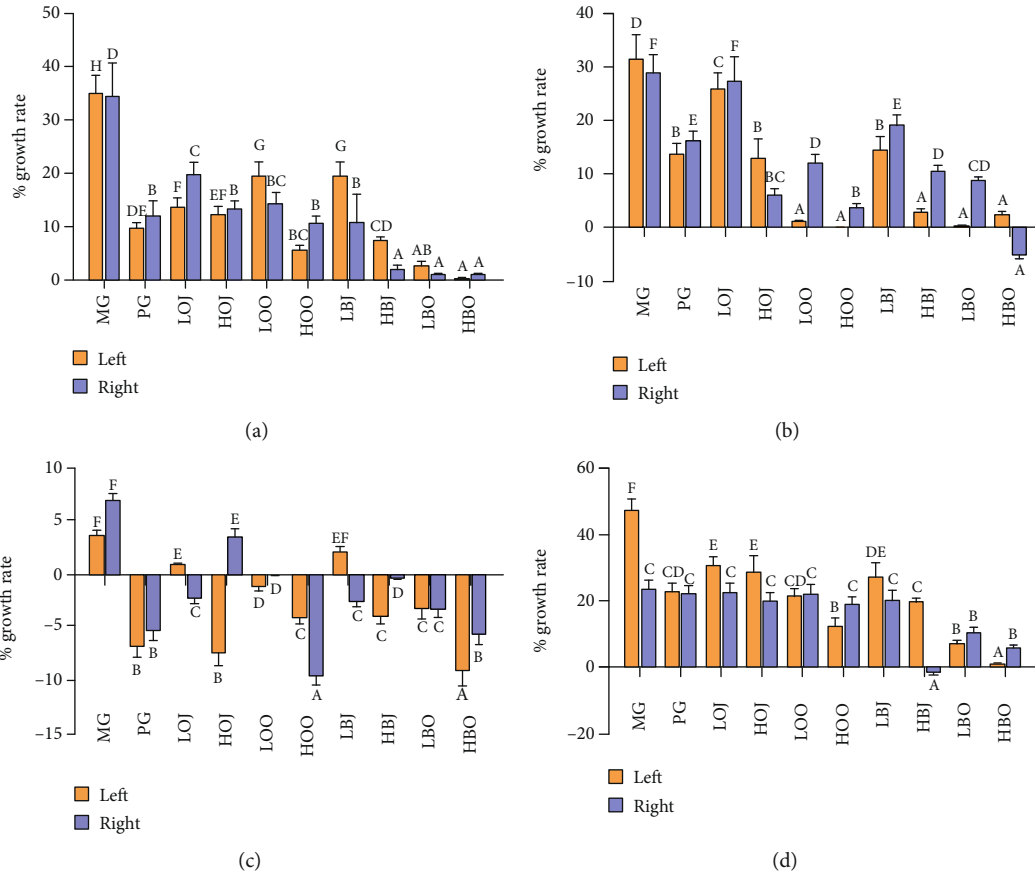 50
40
30
20
10
0
% growth rate
H D
DE B
F C
EF B
G BC
BC B
G B
CD A
AB A
A A
MG PG LOJ HOJ LOO HOO LBJ HBJ LBO HBO
Left
Right
(a)
40
30
20
10
0
−10
% growth rate
D F
B E
C F
B BC
A D
A B
B E
A D
A CD
A A
MG PG LOJ HOJ LOO HOO LBJ HBJ LBO HBO
Left
Right
(b)
10
5
0
−5
−10
−15
% growth rate
F F
B B
E C
B E
D D
C A
EF C
C D
C C
A B
MG PG LOJ HOJ LOO HOO LBJ HBJ LBO HBO
Left
Right
(c)
60
40
20
0
−20
% growth rate
F C
CD C
E C
E C
CD C
B C
DE C
C A
B B
A B
MG PG LOJ HOJ LOO HOO LBJ HBJ LBO HBO
Left
Right
(d)